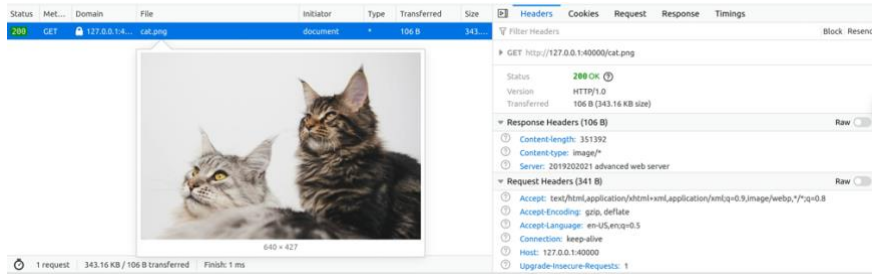 Status Met... Domain File Initiator Type Transferred Size
200 GET 127.0.0.1:4... cat.png document * 106 B 343....
640 × 427
1 request 343.16 KB / 106 B transferred Finish: 1 ms
Headers Cookies Request Response Timings
Filter Headers Block Resend
GET http://127.0.0.1:40000/cat.png
Status 200 OK
Version HTTP/1.0
Transferred 106 B (343.16 KB size)
Response Headers (106 B) Raw
Content-length: 351392
Content-type: image/*
Server: 2019202021 advanced web server
Request Headers (341 B) Raw
Accept: text/html,application/xhtml+xml,application/xml;q=0.9,image/webp,*/*;q=0.8
Accept-Encoding: gzip, deflate
Accept-Language: en-US,en;q=0.5
Connection: keep-alive
Host: 127.0.0.1:40000
Upgrade-Insecure-Requests: 1